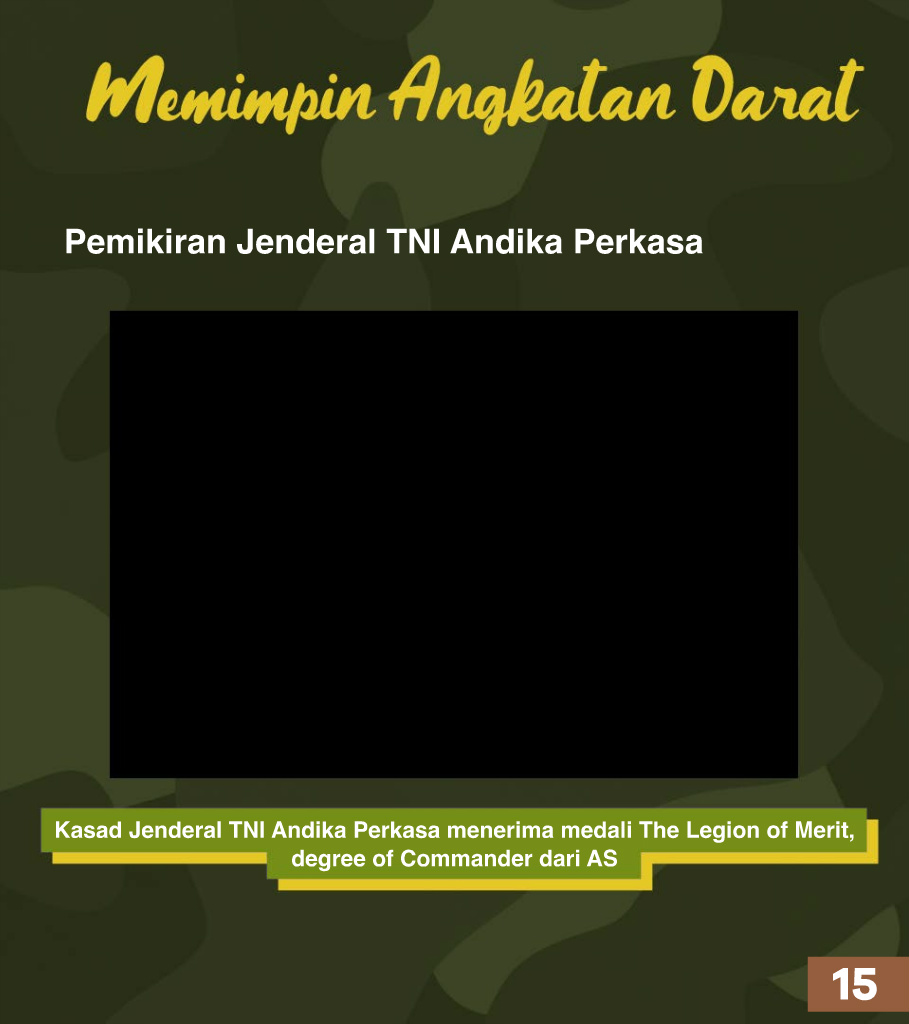 Memimpin Angkatan Darat
Pemikiran Jenderal TNI Andika Perkasa
Kasad Jenderal TNI Andika Perkasa menerima medali The Legion of Merit,
degree of Commander dari AS
15